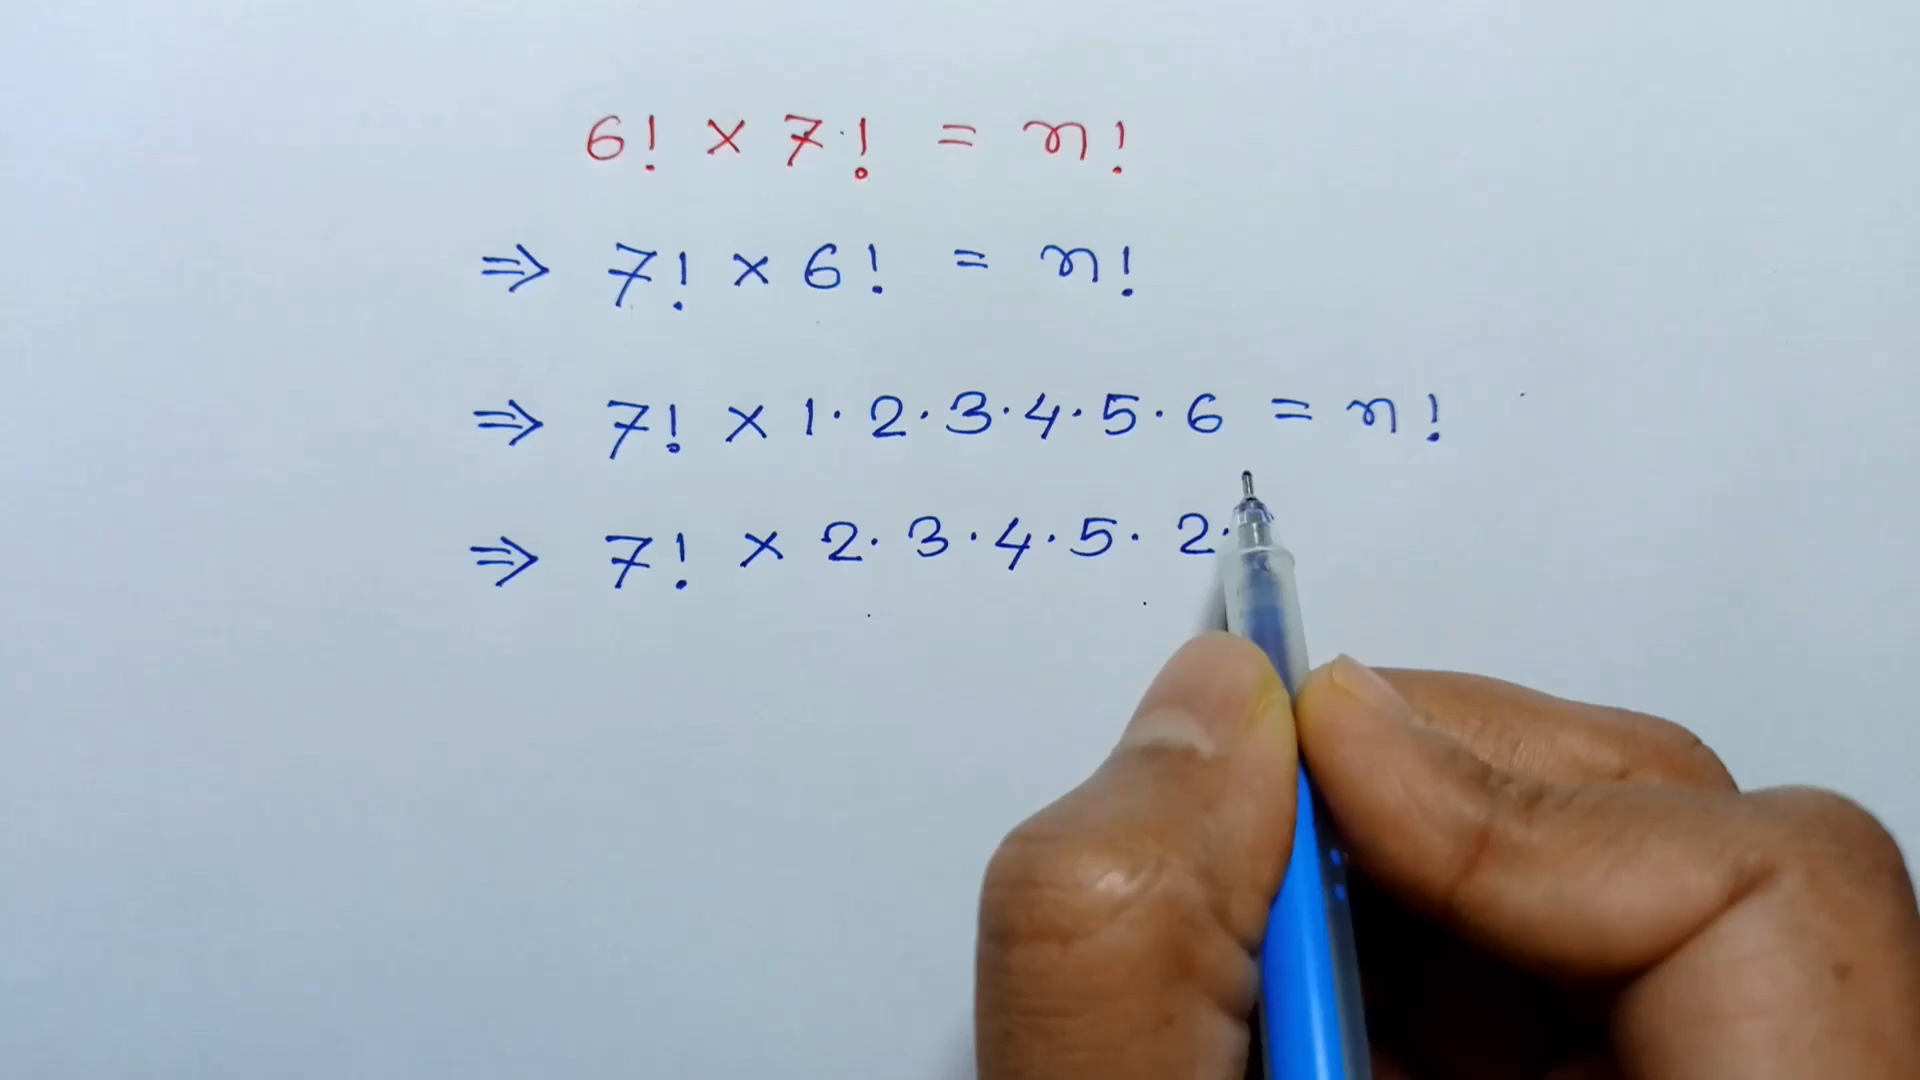 6! × 7! = n!
⇒ 7! × 6! = n!
⇒ 7! × 1·2·3·4·5·6 = n!
⇒ 7! × 2·3·4·5·2·